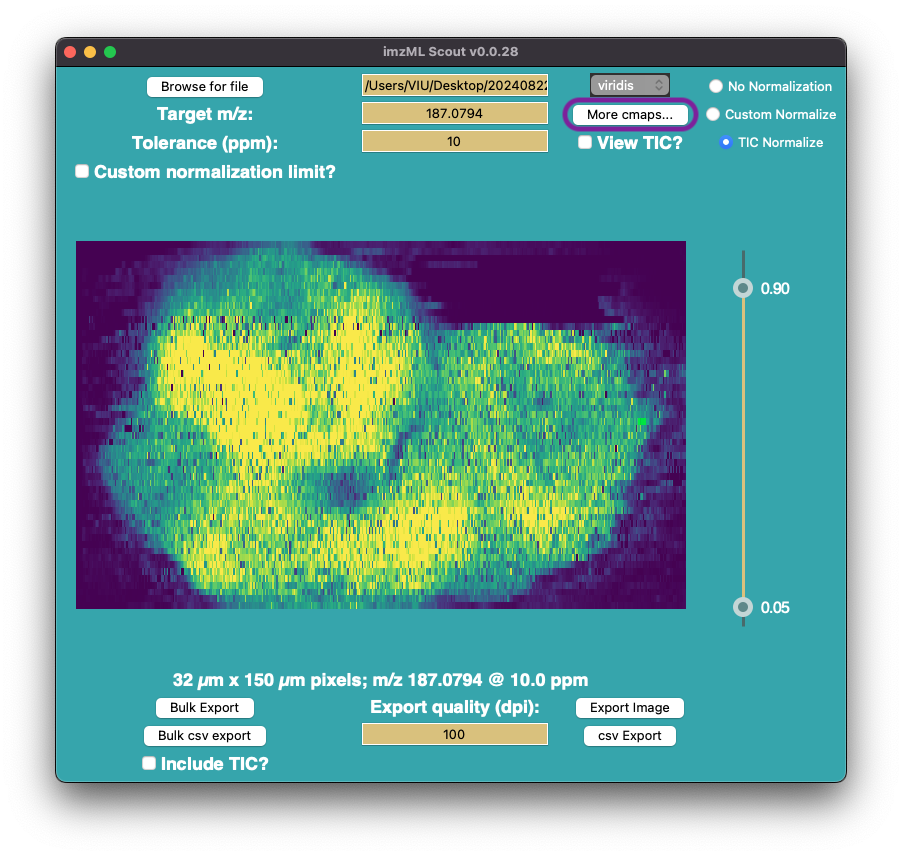 imzML Scout v0.0.28
Browse for file
/Users/VIU/Desktop/2024082
viridis
No Normalization
Target m/z:
187.0794
More cmaps...
Custom Normalize
Tolerance (ppm):
10
View TIC?
TIC Normalize
Custom normalization limit?
0.90
0.05
32 µm x 150 µm pixels; m/z 187.0794 @ 10.0 ppm
Bulk Export
Export quality (dpi):
Export Image
Bulk csv export
100
csv Export
Include TIC?